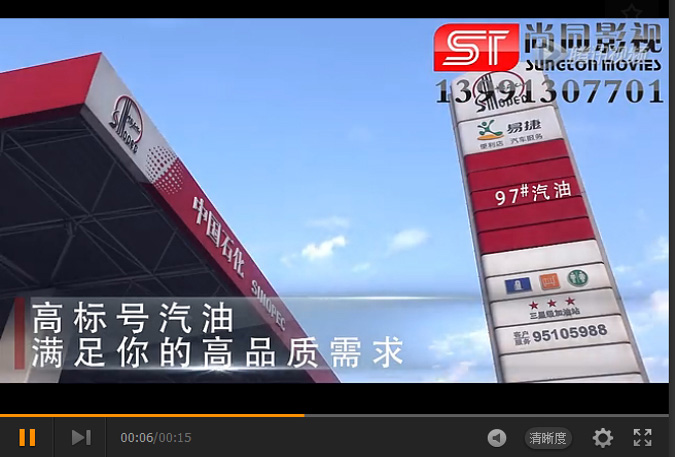 ST
尚同影视
SUNGTON MOVIES
13991307701
SINOPEC
易捷
便利店 汽车服务
97#汽油
中国石化
SINOPEC
三星级加油站
客户服务 95105988
高标号汽油
满足你的高品质需求
00:06/00:15
清晰度